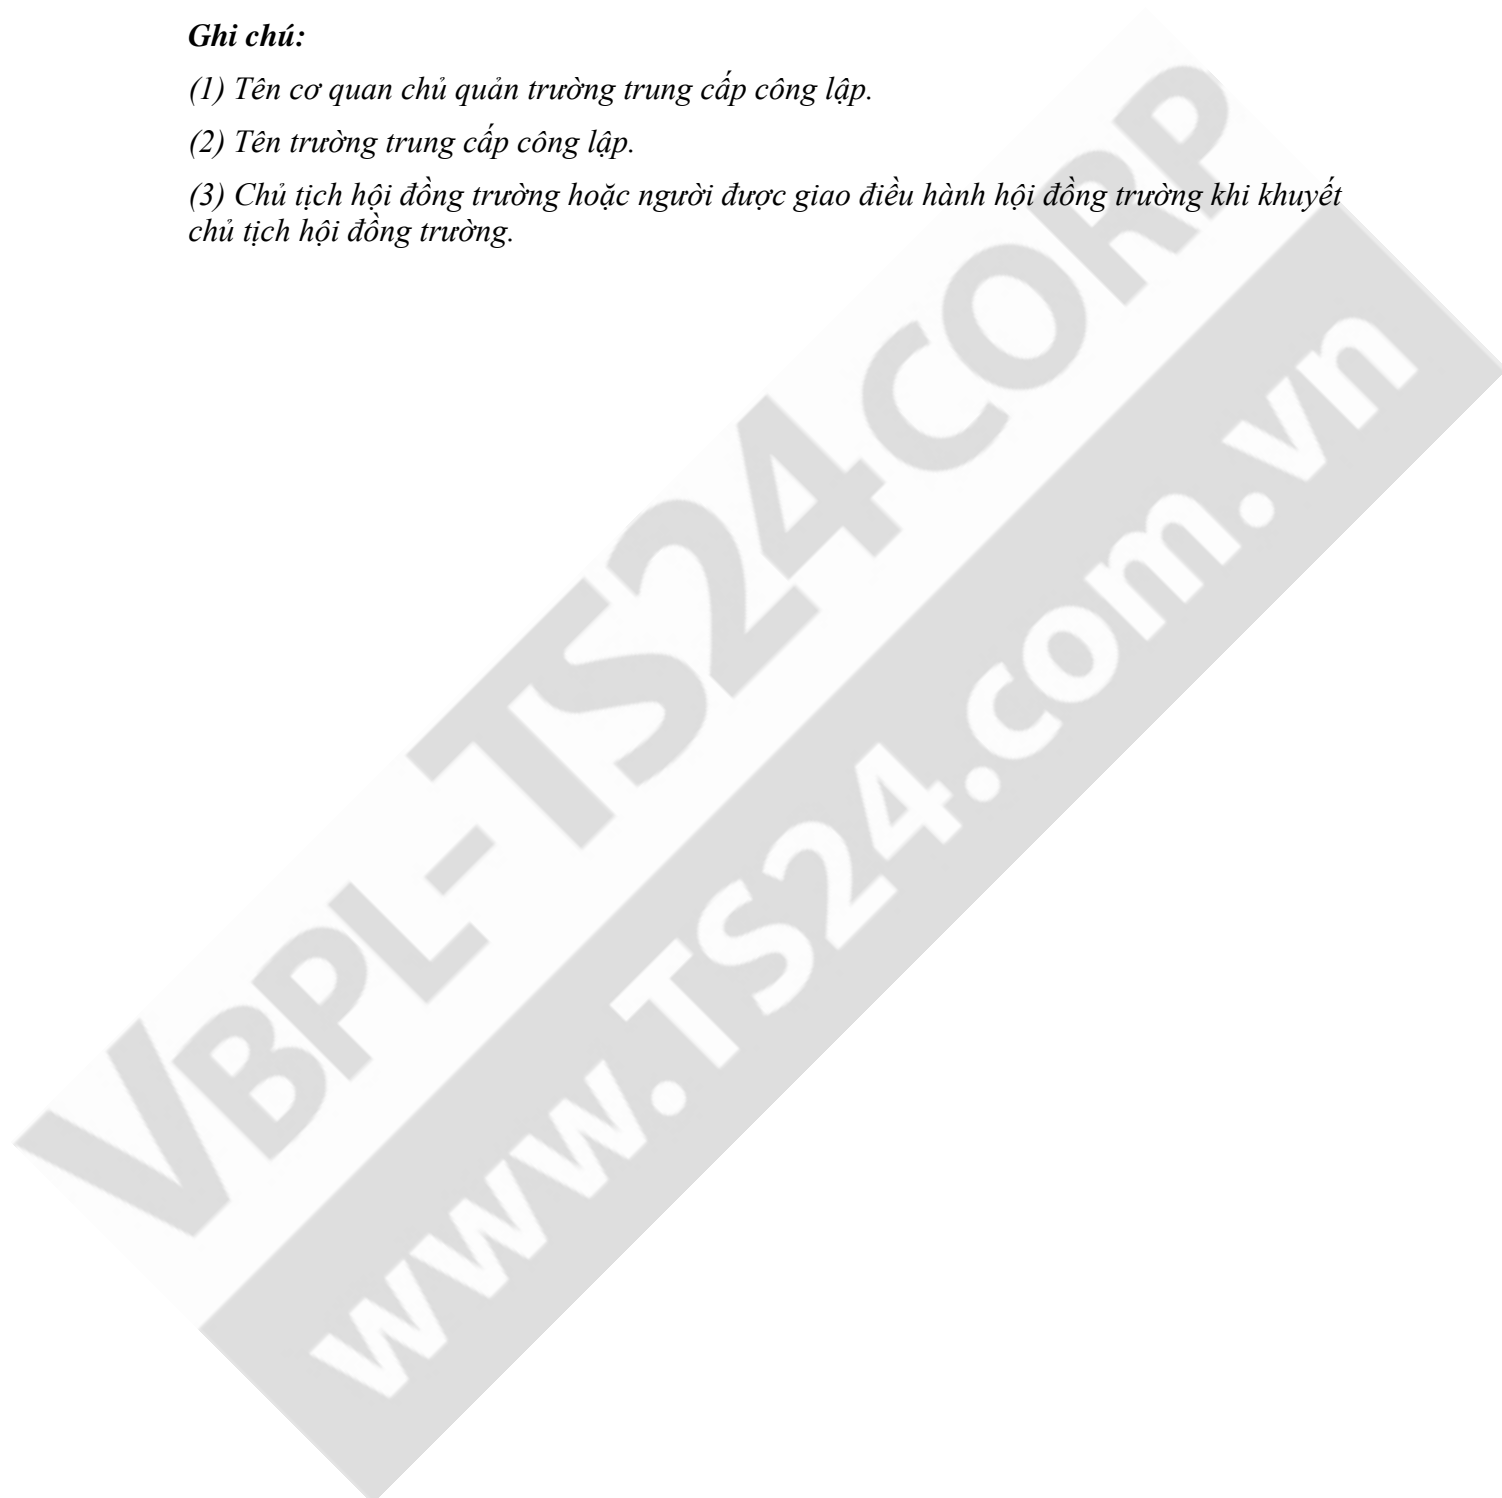 Ghi chú:
(1) Tên cơ quan chủ quản trường trung cấp công lập.
(2) Tên trường trung cấp công lập.
(3) Chủ tịch hội đồng trường hoặc người được giao điều hành hội đồng trường khi khuyết
chủ tịch hội đồng trường.
VBPL-TS24CORP
www.TS24.com.vn